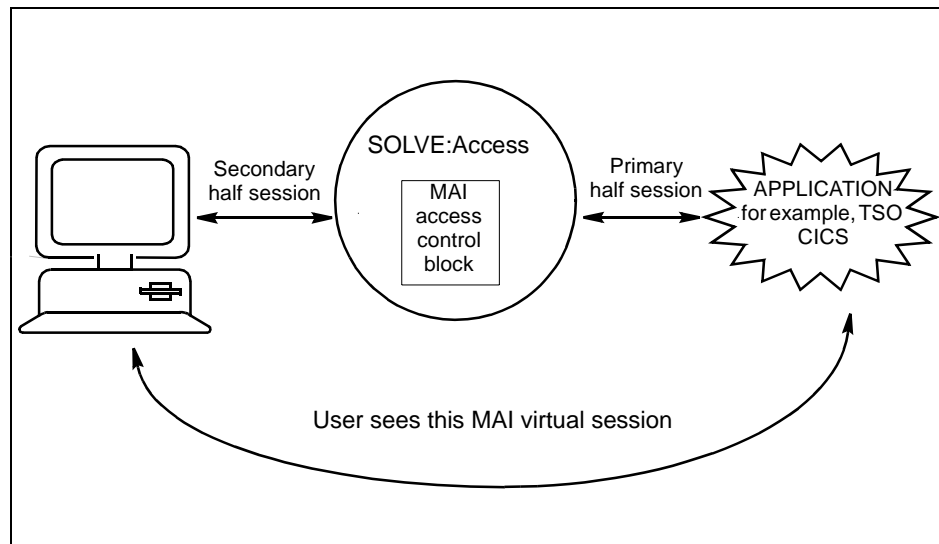 SOLVE:Access
Secondary
half session
MAI
access
control
block
Primary
half session
APPLICATION
for example, TSO
CICS
User sees this MAI virtual session